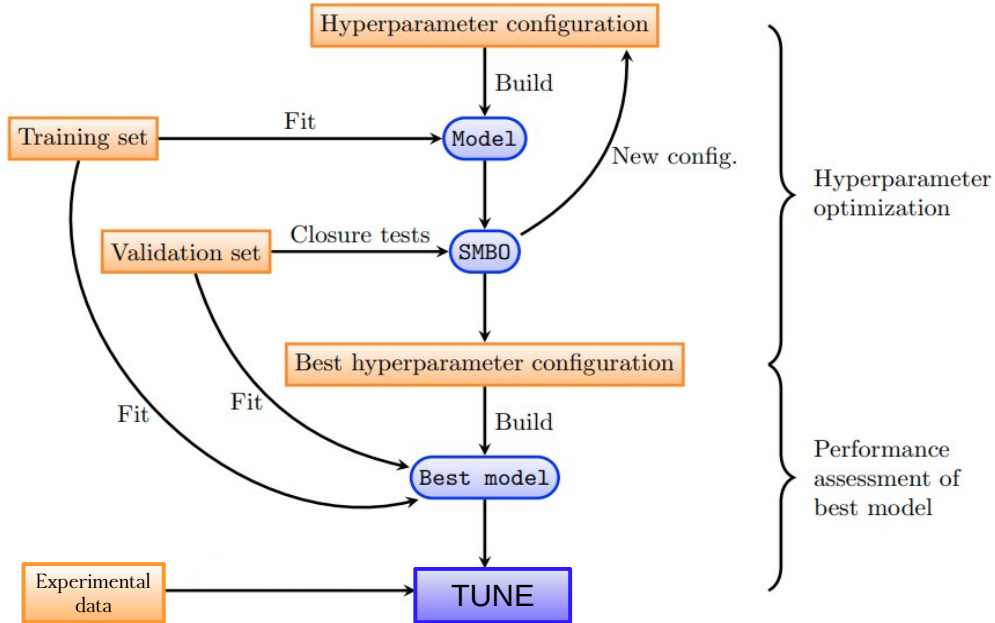 Hyperparameter configuration
Build
Fit
Training set
Model
New config.
Hyperparameter
optimization
Closure tests
Validation set
SMBO
Best hyperparameter configuration
Fit
Fit
Build
Performance
assessment of
best model
Best model
Experimental
data
TUNE